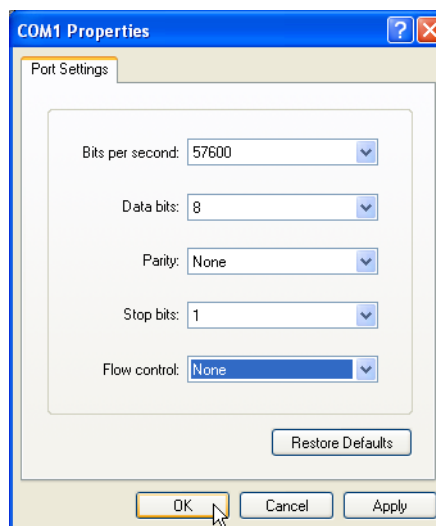 COM1 Properties
Port Settings
Bits per second: 57600
Data bits: 8
Parity: None
Stop bits: 1
Flow control: None
Restore Defaults
OK Cancel Apply